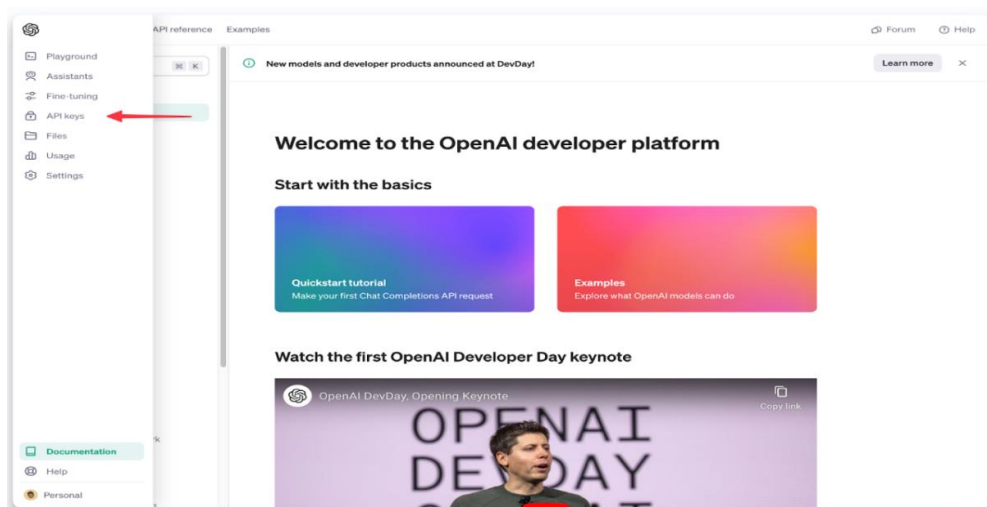 API reference Examples Forum Help
Playground
Assistants
Fine-tuning
API keys
Files
Usage
Settings
⌘ K
New models and developer products announced at DevDay! Learn more
Welcome to the OpenAI developer platform
Start with the basics
Quickstart tutorial
Make your first Chat Completions API request
Examples
Explore what OpenAI models can do
Watch the first OpenAI Developer Day keynote
OpenAI DevDay, Opening Keynote
Copy link
OPENAI
DEVDAY
Documentation
Help
Personal